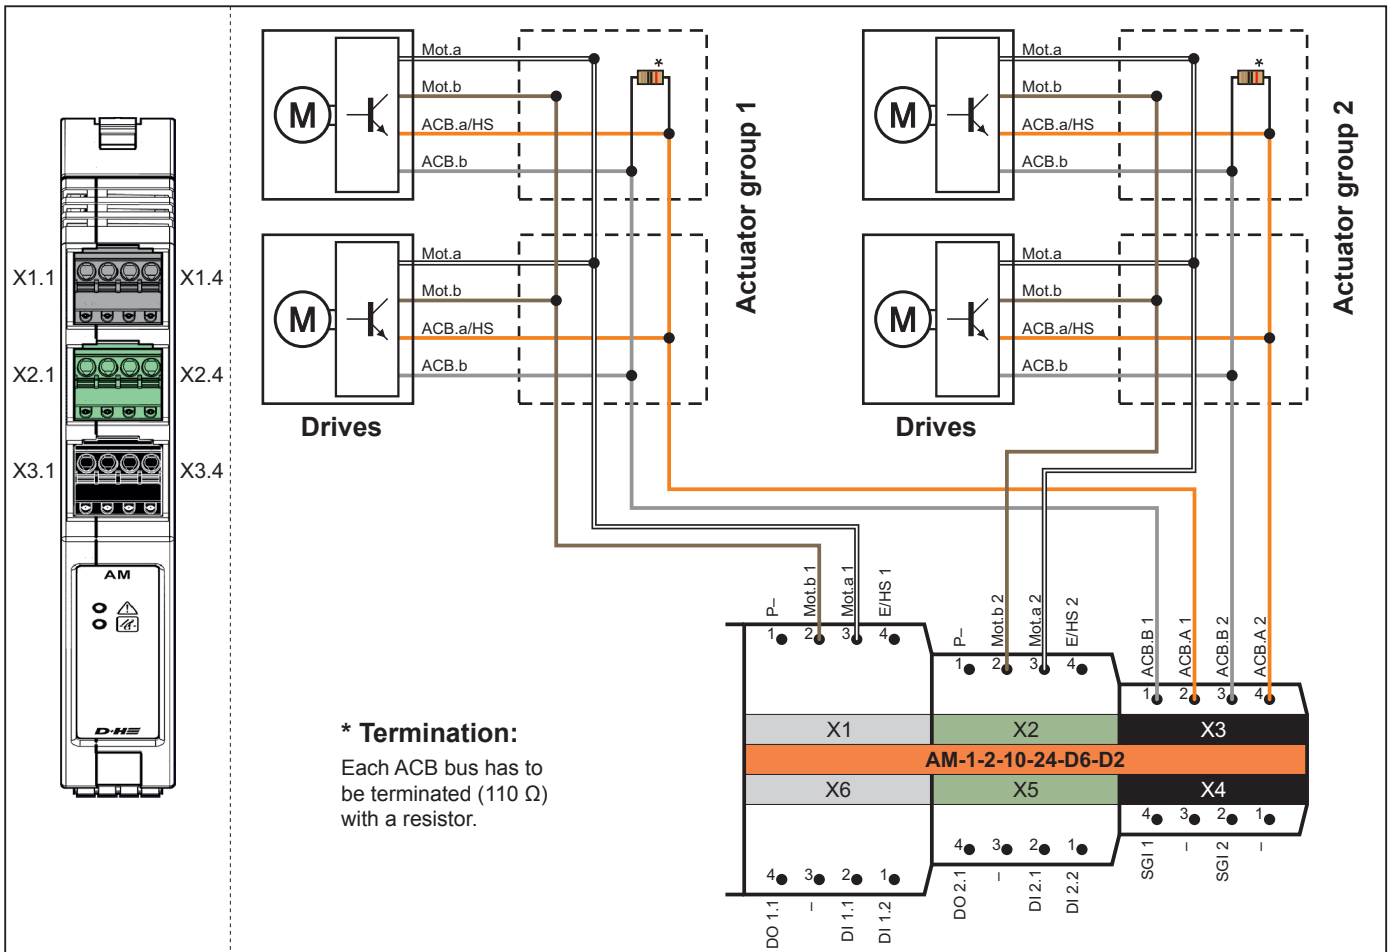 X1.1
X1.4
X2.1
X2.4
X3.1
X3.4
AM
D+H
M
Mot.a
Mot.b
ACB.a/HS
ACB.b
*
M
Mot.a
Mot.b
ACB.a/HS
ACB.b
Drives
Actuator group 1
M
Mot.a
Mot.b
ACB.a/HS
ACB.b
*
M
Mot.a
Mot.b
ACB.a/HS
ACB.b
Drives
Actuator group 2
* Termination:
Each ACB bus has to
be terminated (110 Ω)
with a resistor.
P–
Mot.b 1
Mot.a 1
E/HS 1
1 2 3 4
P–
Mot.b 2
Mot.a 2
E/HS 2
1 2 3 4
ACB.B 1
ACB.A 1
ACB.B 2
ACB.A 2
1 2 3 4
X1 X2 X3
AM-1-2-10-24-D6-D2
X6 X5 X4
4 3 2 1
DO 1.1
–
DI 1.1
DI 1.2
4 3 2 1
DO 2.1
–
DI 2.1
DI 2.2
4 3 2 1
SGI 1
–
SGI 2
–